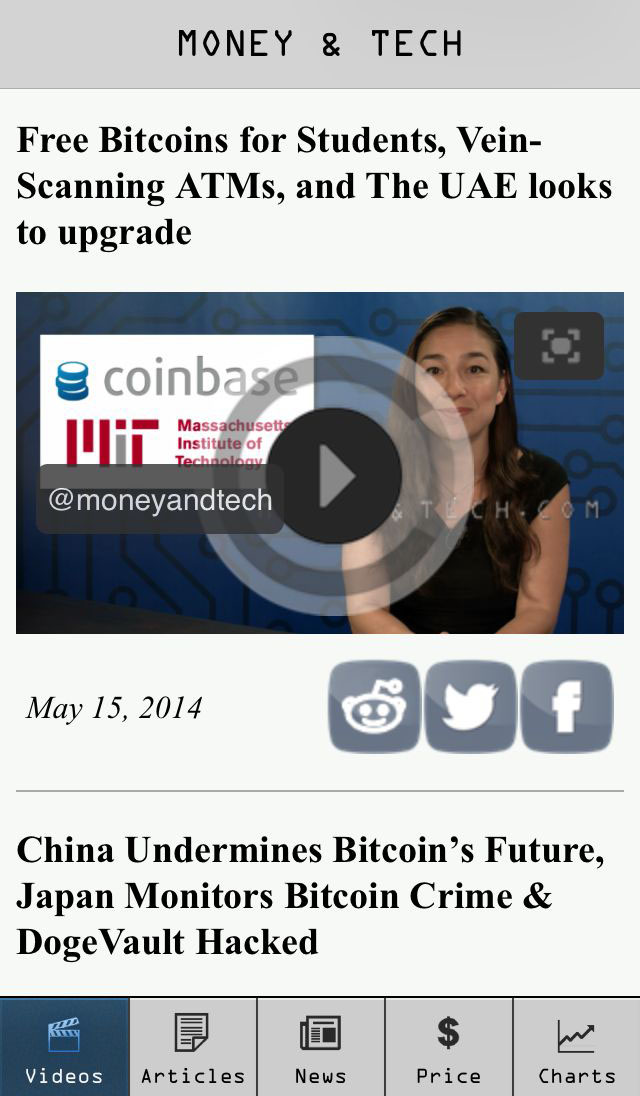 MONEY & TECH
Free Bitcoins for Students, Vein-
Scanning ATMs, and The UAE looks
to upgrade
coinbase
MIT
Massachusetts
Institute of
Technology
@moneyandtech
& TECH.COM
May 15, 2014
China Undermines Bitcoin’s Future,
Japan Monitors Bitcoin Crime &
DogeVault Hacked
Videos Articles News Price Charts